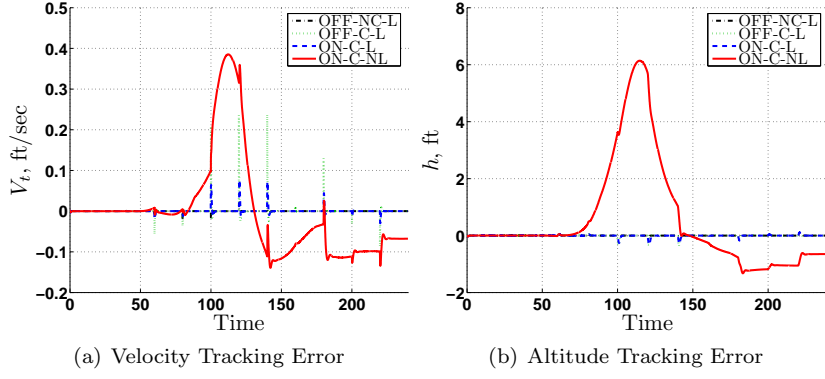 OFF-NC-L
OFF-C-L
ON-C-L
ON-C-NL
0.4
0.3
0.2
0.1
0
−0.1
−0.2
V_t, ft/sec
0 50 100 150 200
Time
(a) Velocity Tracking Error
OFF-NC-L
OFF-C-L
ON-C-L
ON-C-NL
8
6
4
2
0
−2
h, ft
0 50 100 150 200
Time
(b) Altitude Tracking Error